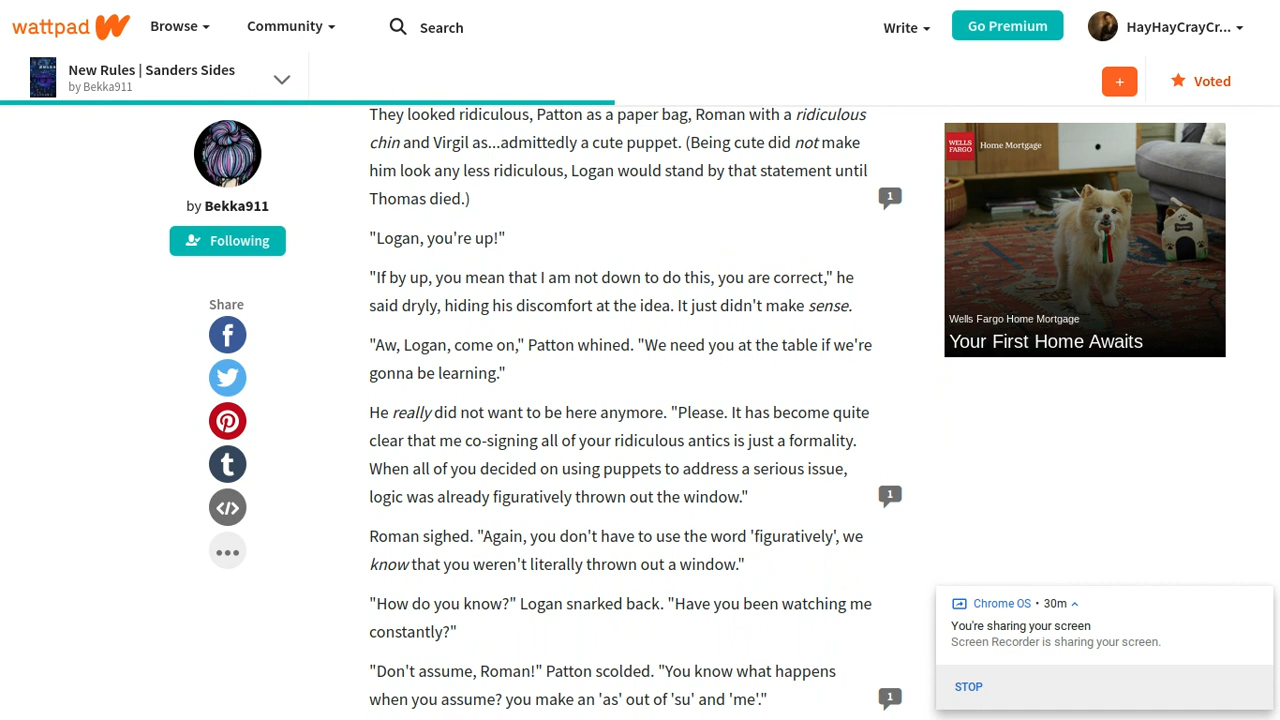 wattpad
Browse
Community
Search
Write
Go Premium
HayHayCrayCr...
New Rules | Sanders Sides
by Bekka911
+
Voted
by Bekka911
Following
Share
They looked ridiculous, Patton as a paper bag, Roman with a ridiculous
chin and Virgil as...admittedly a cute puppet. (Being cute did not make
him look any less ridiculous, Logan would stand by that statement until
Thomas died.)
1
"Logan, you're up!"
"If by up, you mean that I am not down to do this, you are correct," he
said dryly, hiding his discomfort at the idea. It just didn't make sense.
"Aw, Logan, come on," Patton whined. "We need you at the table if we're
gonna be learning."
He really did not want to be here anymore. "Please. It has become quite
clear that me co-signing all of your ridiculous antics is just a formality.
When all of you decided on using puppets to address a serious issue,
logic was already figuratively thrown out the window."
1
Roman sighed. "Again, you don't have to use the word 'figuratively', we
know that you weren't literally thrown out a window."
"How do you know?" Logan snarked back. "Have you been watching me
constantly?"
"Don't assume, Roman!" Patton scolded. "You know what happens
when you assume? you make an 'as' out of 'su' and 'me'."
1
WELLS
FARGO
Home Mortgage
Wells Fargo Home Mortgage
Your First Home Awaits
Chrome OS • 30m
You're sharing your screen
Screen Recorder is sharing your screen.
STOP